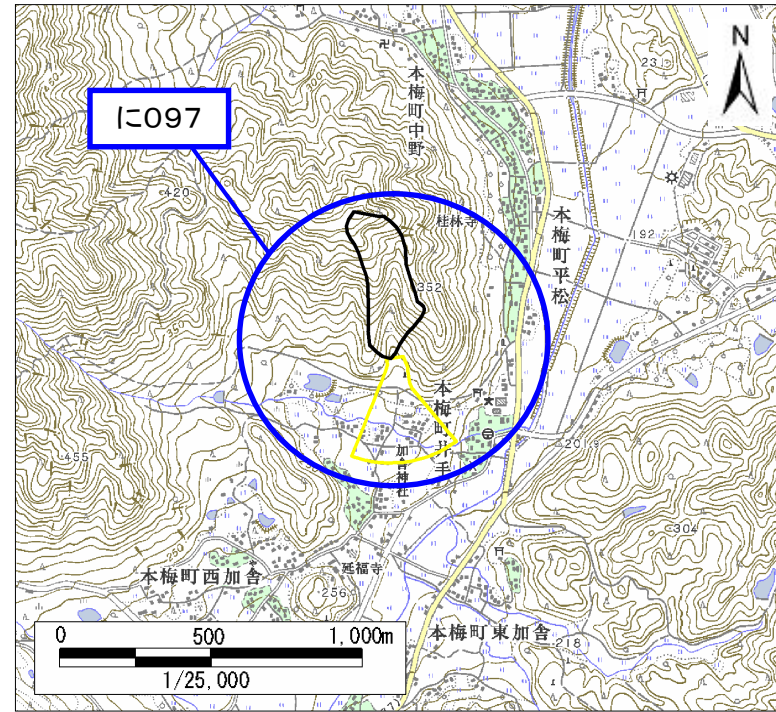 N
231
本梅町中野
に097
420
桂林寺
本梅町平松
192
352
本梅町井手
加舎神社
201.9
455
304
延福寺
本梅町西加舎
256
本梅町東加舎
218
0 500 1,000m
1/25,000